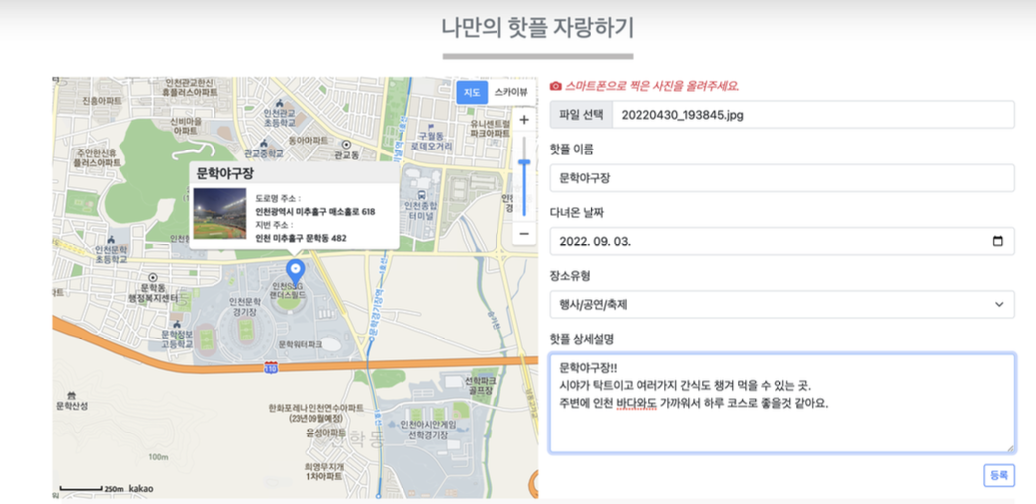 나만의 핫플 자랑하기
인천관교한신
휴플러스아파트
진흥아파트
신비마을
아파트
인천관교
초등학교
동아아파트
관교중학교
관교동
주안한신휴
플러스아파트
구월동
로데오거리
유니센트럴
파크아파트
지도
스카이뷰
+
−
인천종합
터미널
문학야구장
도로명 주소 :
인천광역시 미추홀구 매소홀로 618
지번 주소 :
인천 미추홀구 문학동 482
인천문학
초등학교
문학동
행정복지센터
인천SSG
랜더스필드
인천문학
경기장
문학경기장역
문학정보
고등학교
문학워터파크
110
문학산성
선학파크
골프장
한화포레나인천연수아파트
(23년09월예정)
윤성아파트
선학동
인천아시안게임
선학경기장
희영무지개
1차아파트
100m
250m kakao
스마트폰으로 찍은 사진을 올려주세요.
파일 선택 20220430_193845.jpg
핫플 이름
문학야구장
다녀온 날짜
2022. 09. 03.
장소유형
행사/공연/축제
핫플 상세설명
문학야구장!!
시야가 탁트이고 여러가지 간식도 챙겨 먹을 수 있는 곳.
주변에 인천 바다와도 가까워서 하루 코스로 좋을것 같아요.
등록